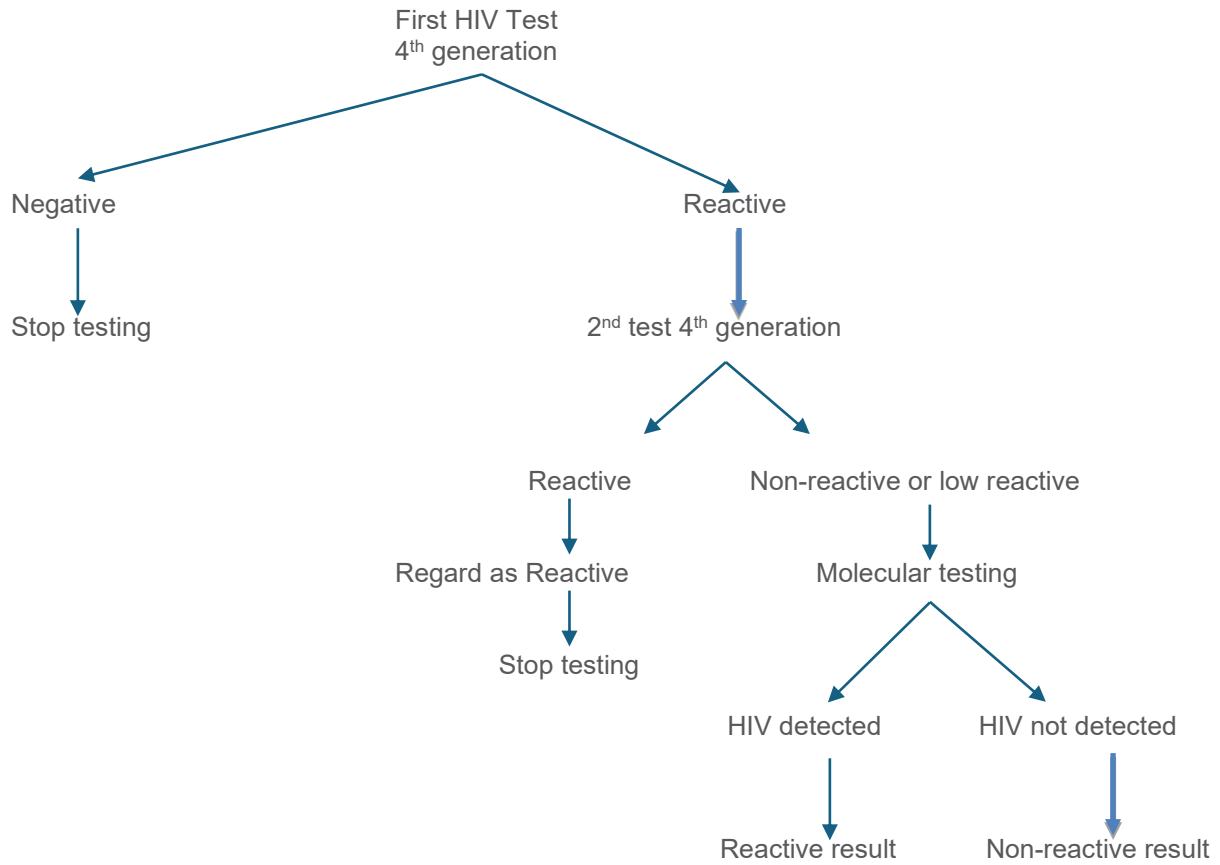 First HIV Test
4th generation
Negative
Reactive
Stop testing
2nd test 4th generation
Reactive
Non-reactive or low reactive
Regard as Reactive
Molecular testing
Stop testing
HIV detected
HIV not detected
Reactive result
Non-reactive result